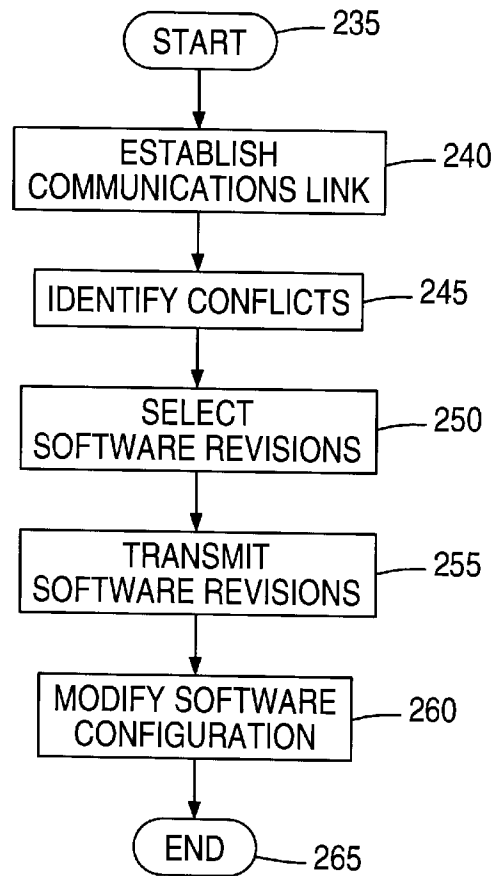 START
235
ESTABLISH
COMMUNICATIONS LINK
240
IDENTIFY CONFLICTS
245
SELECT
SOFTWARE REVISIONS
250
TRANSMIT
SOFTWARE REVISIONS
255
MODIFY SOFTWARE
CONFIGURATION
260
END
265